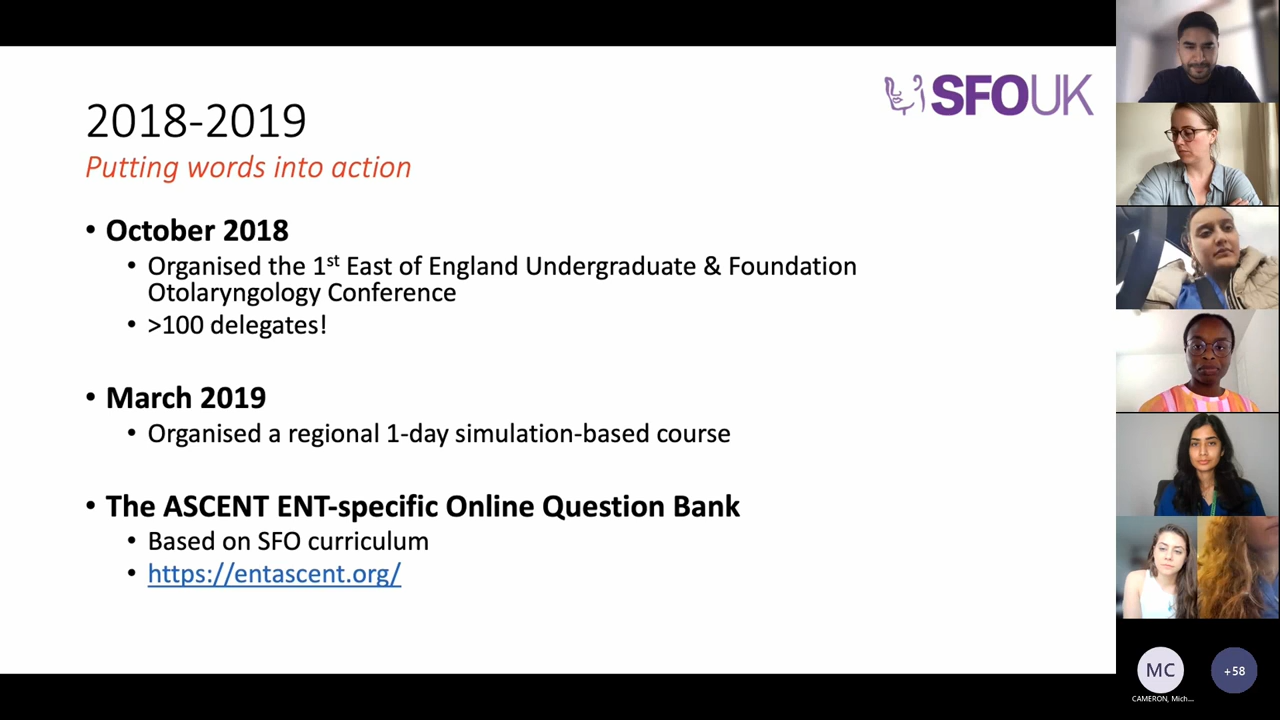 SFOUK
2018-2019
Putting words into action
• October 2018
• Organised the 1st East of England Undergraduate & Foundation
Otolaryngology Conference
• >100 delegates!
• March 2019
• Organised a regional 1-day simulation-based course
• The ASCENT ENT-specific Online Question Bank
• Based on SFO curriculum
• https://entascent.org/
MC
+58
CAMERON, Mich...